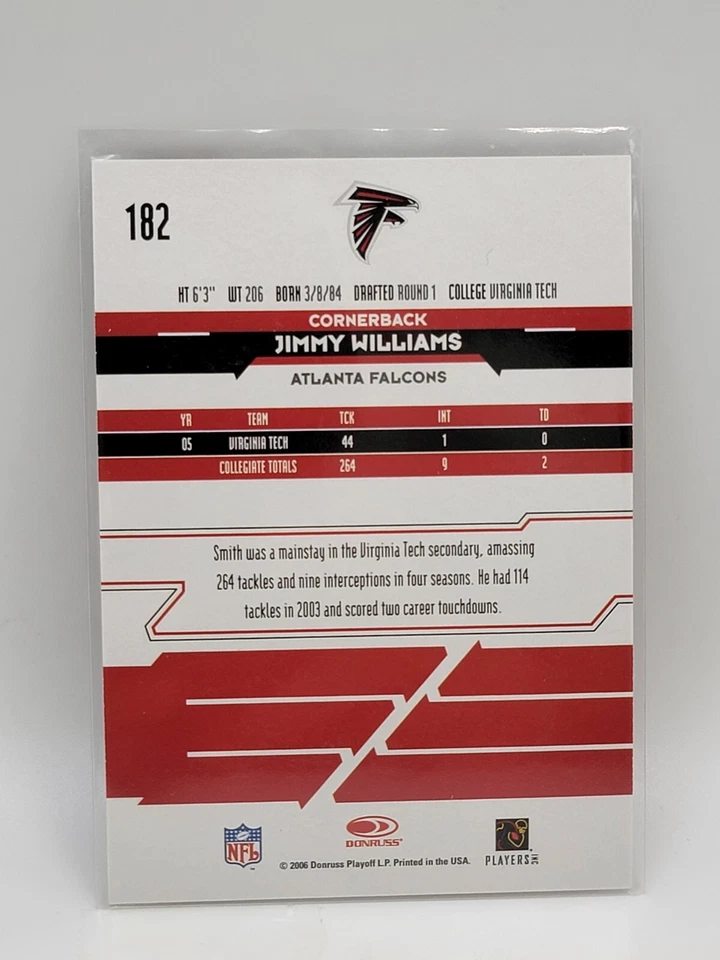 182
HT 6'3" WT 206 BORN 3/8/84 DRAFTED ROUND 1 COLLEGE VIRGINIA TECH
CORNERBACK
JIMMY WILLIAMS
ATLANTA FALCONS
YR TEAM TCK INT TD
05 VIRGINIA TECH 44 1 0
COLLEGIATE TOTALS 264 9 2
Smith was a mainstay in the Virginia Tech secondary, amassing
264 tackles and nine interceptions in four seasons. He had 114
tackles in 2003 and scored two career touchdowns.
NFL
DONRUSS
PLAYERS INC
© 2006 Donruss Playoff L.P. Printed in the USA.